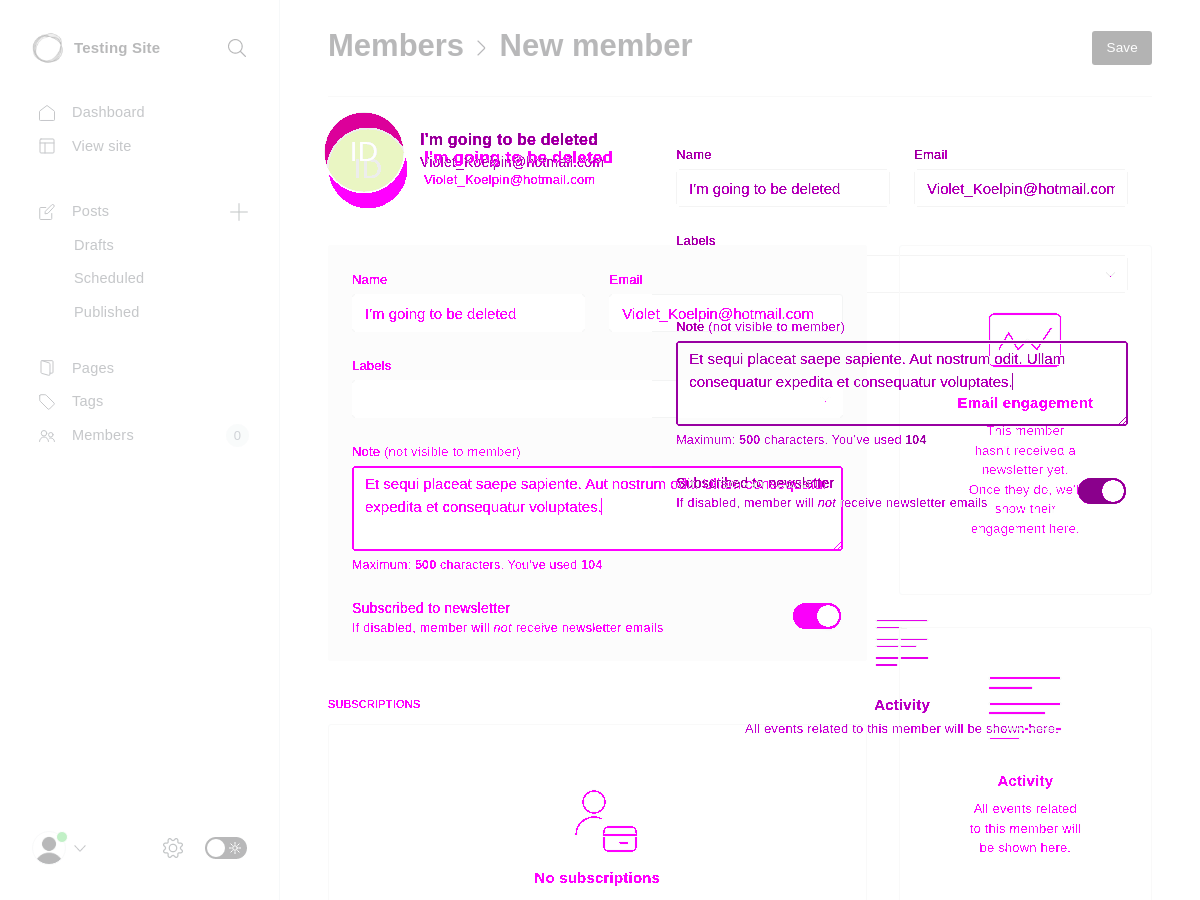 Testing Site
Members
New member
Save
Dashboard
View site
Posts
Drafts
Scheduled
Published
Pages
Tags
Members
0
ID
ID
I'm going to be deleted
Violet_Koelpin@hotmail.com
I'm going to be deleted
Violet_Koelpin@hotmail.com
Name
Email
I'm going to be deleted
Violet_Koelpin@hotmail.com
Labels
Note (not visible to member)
Et sequi placeat saepe sapiente. Aut nostrum odit. Ullam
consequatur expedita et consequatur voluptates.
Maximum: 500 characters. You've used 104
Subscribed to newsletter
If disabled, member will not receive newsletter emails
Name
Email
I'm going to be deleted
Violet_Koelpin@hotmail.com
Labels
Note (not visible to member)
Et sequi placeat saepe sapiente. Aut nostrum odit. Ullam consequatur
expedita et consequatur voluptates.
Maximum: 500 characters. You've used 104
Subscribed to newsletter
If disabled, member will not receive newsletter emails
Email engagement
This member
hasn't received a
newsletter yet.
Once they do, we'll
show their
engagement here.
SUBSCRIPTIONS
Activity
All events related to this member will be shown here.
Activity
All events related
to this member will
be shown here.
No subscriptions